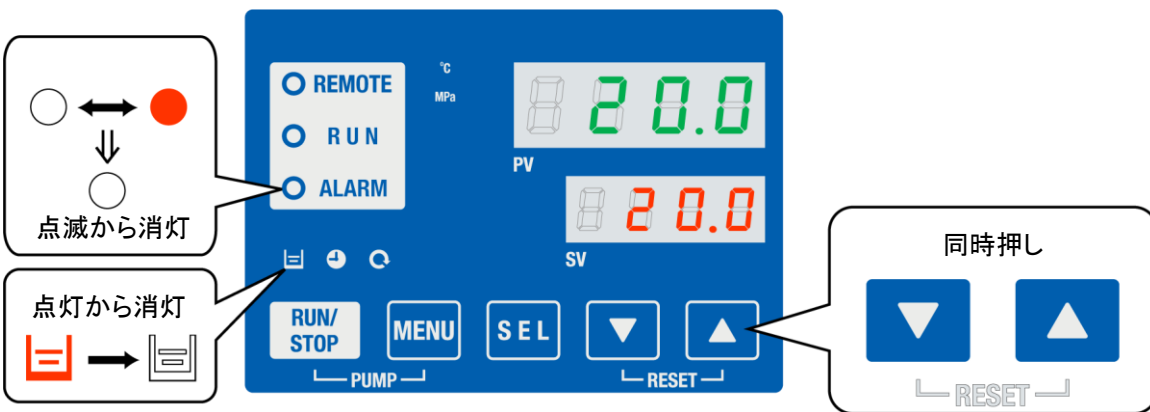 点滅から消灯
点灯から消灯
REMOTE
RUN
ALARM
°C
MPa
20.0
PV
20.0
SV
RUN/
STOP
MENU
SEL
PUMP
RESET
同時押し
RESET